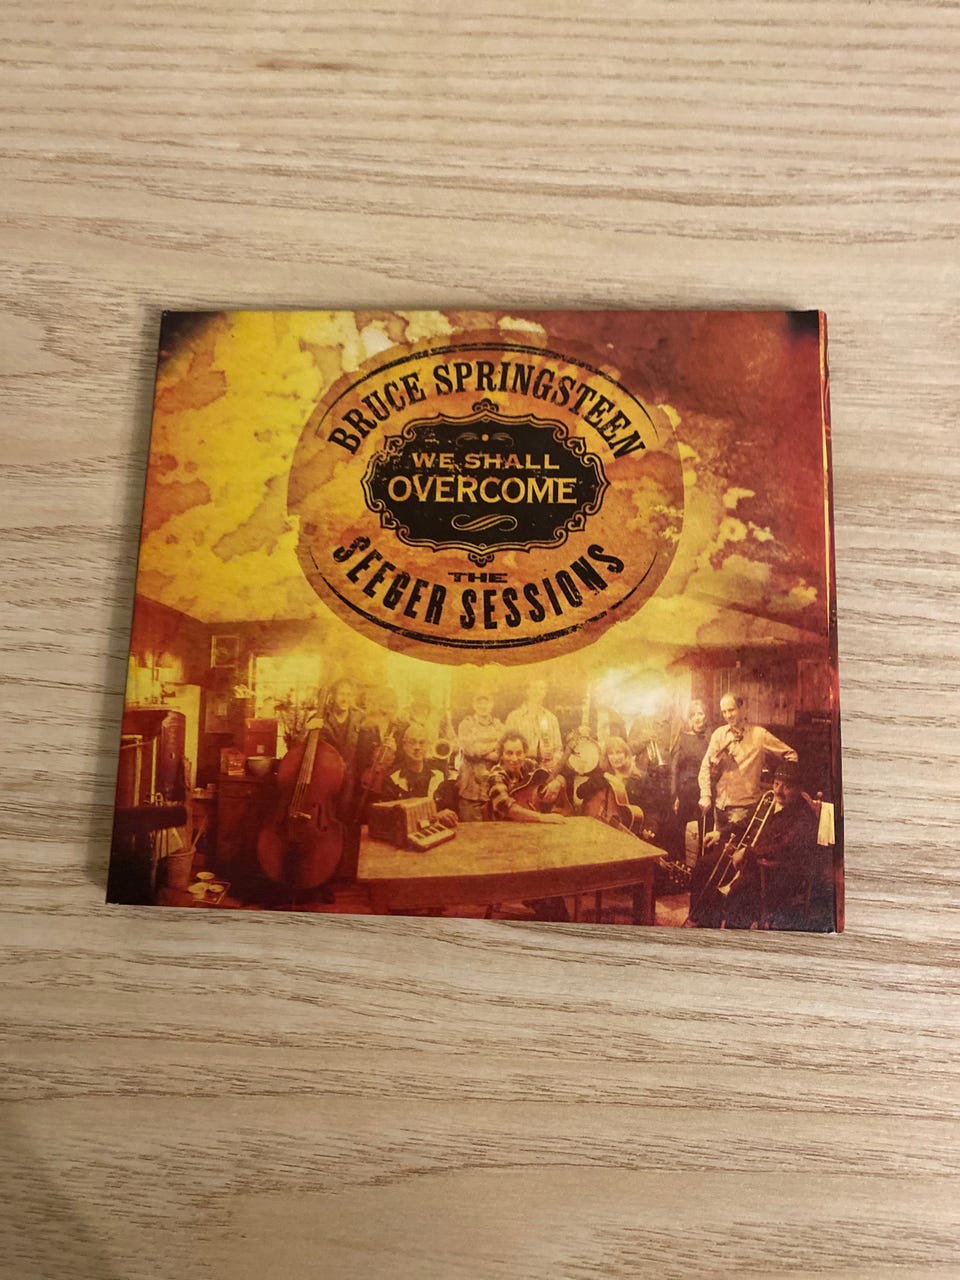 BRUCE SPRINGSTEEN
WE SHALL
OVERCOME
THE
SEEGER SESSIONS